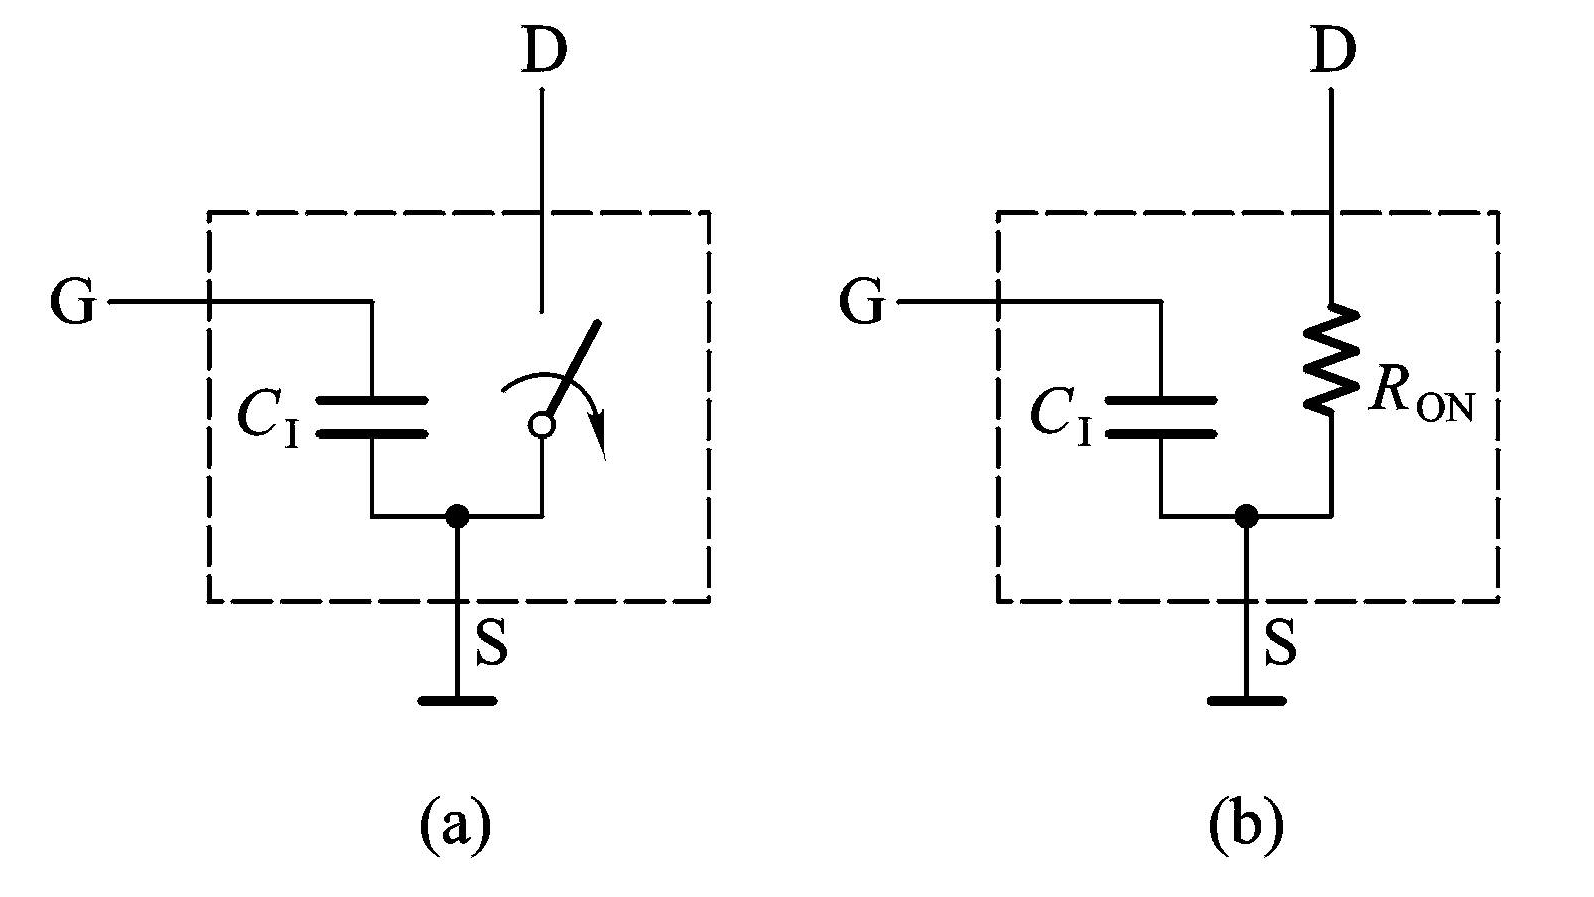 D D
G G
C_I C_I R_ON
S S
(a) (b)